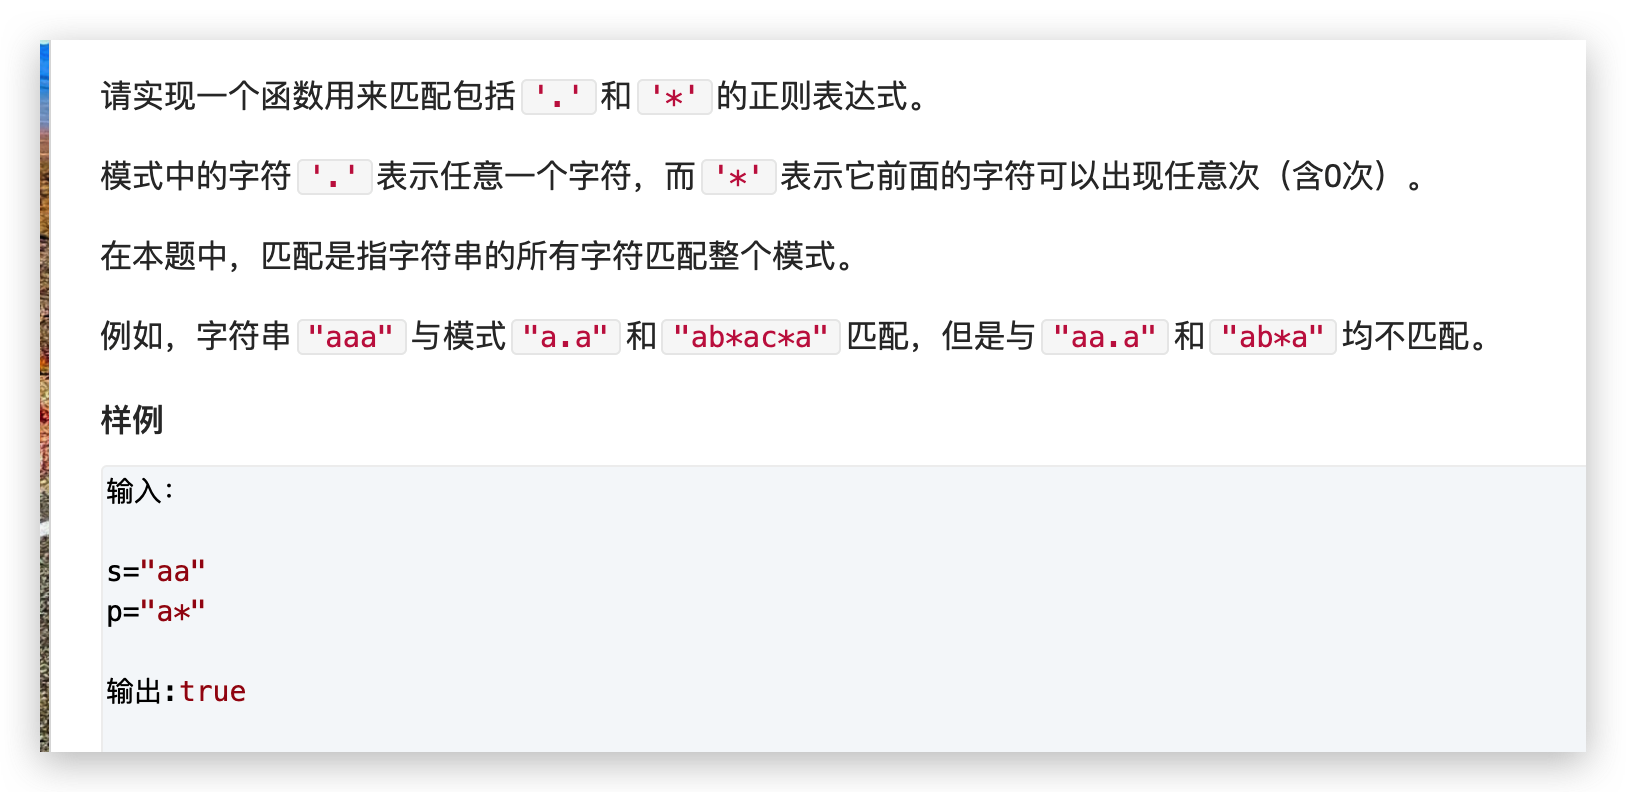 请实现一个函数用来匹配包括'.'和'*'的正则表达式。
模式中的字符'.'表示任意一个字符，而'*'表示它前面的字符可以出现任意次（含0次）。
在本题中，匹配是指字符串的所有字符匹配整个模式。
例如，字符串"aaa"与模式"a.a"和"ab*ac*a"匹配，但是与"aa.a"和"ab*a"均不匹配。
样例
输入：
s="aa"
p="a*"
输出:true